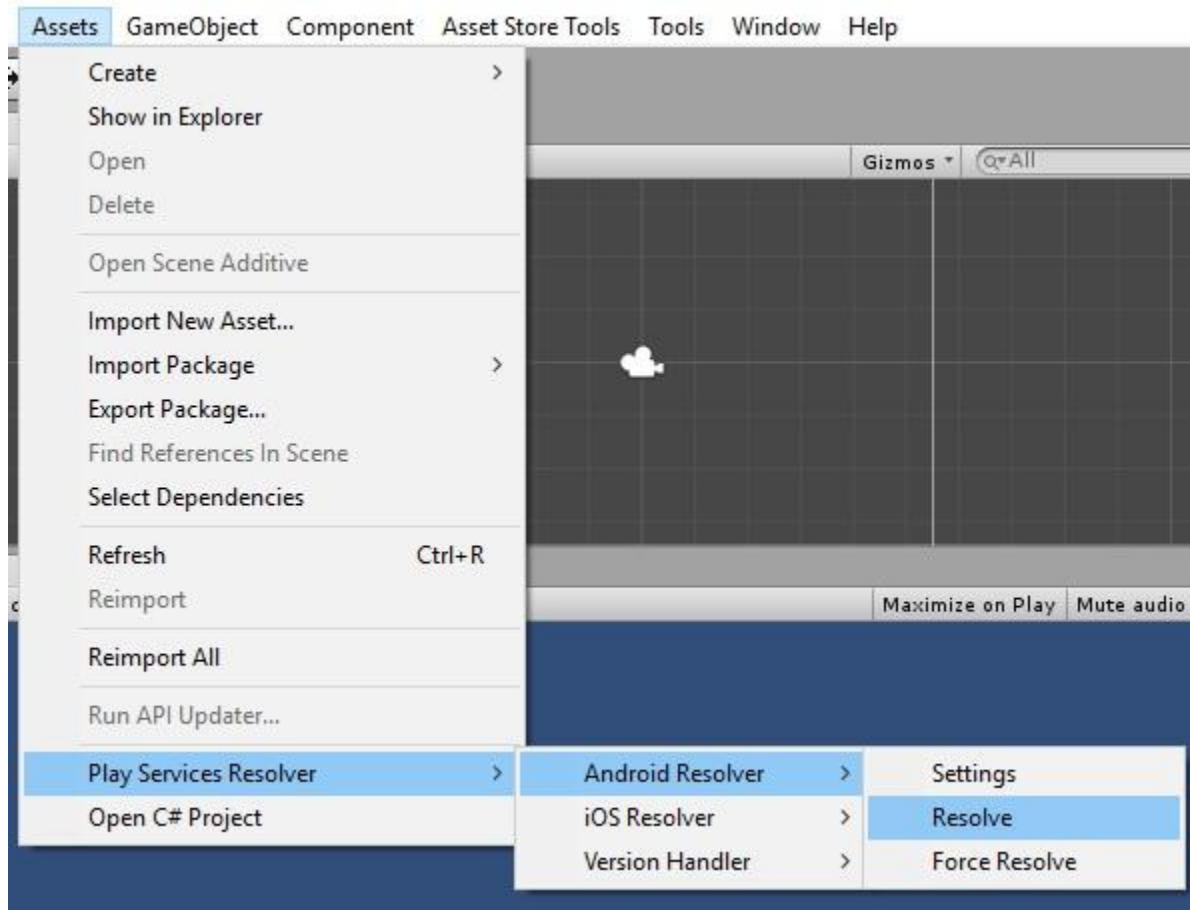 Assets GameObject Component Asset Store Tools Tools Window Help
Create
Show in Explorer
Open
Delete
Open Scene Additive
Import New Asset...
Import Package
Export Package...
Find References In Scene
Select Dependencies
Refresh Ctrl+R
Reimport
Reimport All
Run API Updater...
Play Services Resolver
Open C# Project
Android Resolver
iOS Resolver
Version Handler
Settings
Resolve
Force Resolve
Gizmos All
Maximize on Play Mute audio